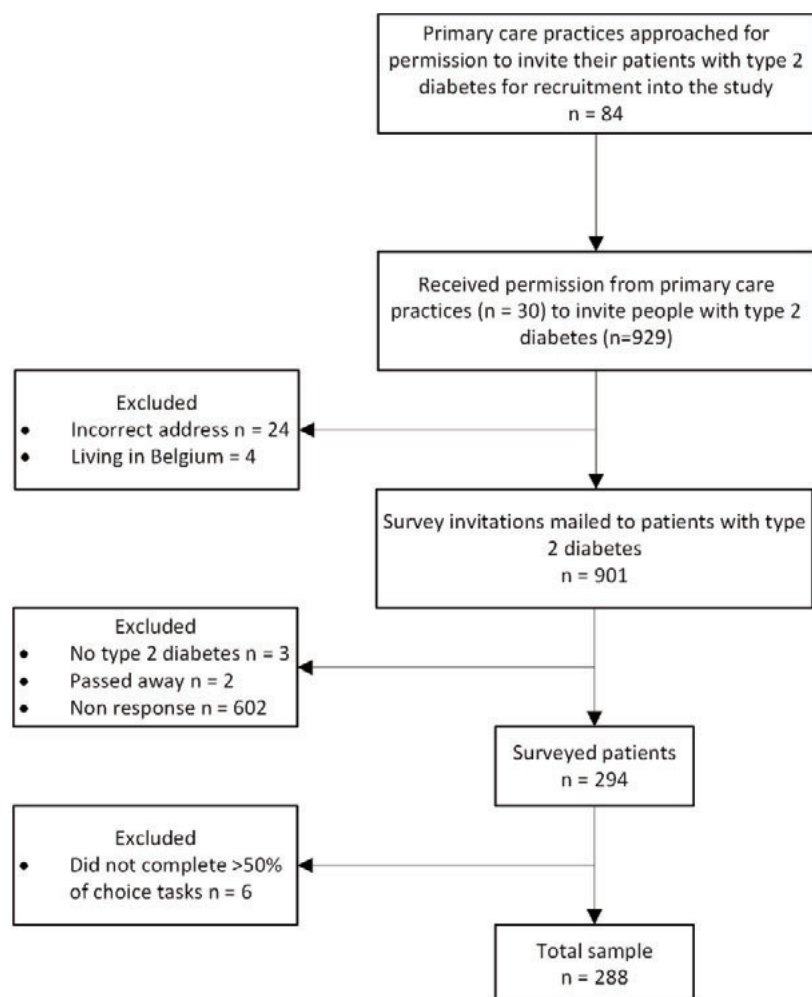 Primary care practices approached for
permission to invite their patients with type 2
diabetes for recruitment into the study
n = 84
Received permission from primary care
practices (n = 30) to invite people with type 2
diabetes (n=929)
Excluded
• Incorrect address n = 24
• Living in Belgium = 4
Survey invitations mailed to patients with type
2 diabetes
n = 901
Excluded
• No type 2 diabetes n = 3
• Passed away n = 2
• Non response n = 602
Surveyed patients
n = 294
Excluded
• Did not complete >50%
of choice tasks n = 6
Total sample
n = 288